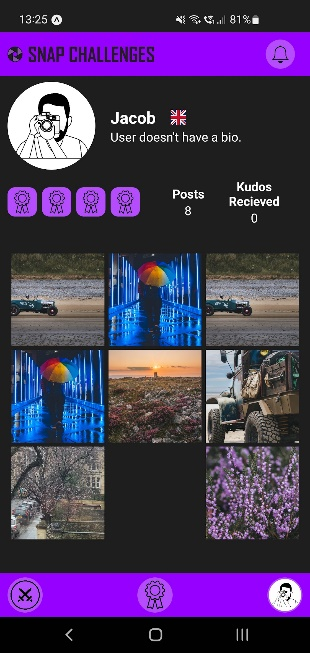 13:25 81%
SNAP CHALLENGES
Jacob
User doesn't have a bio.
Posts
8
Kudos
Recieved
0